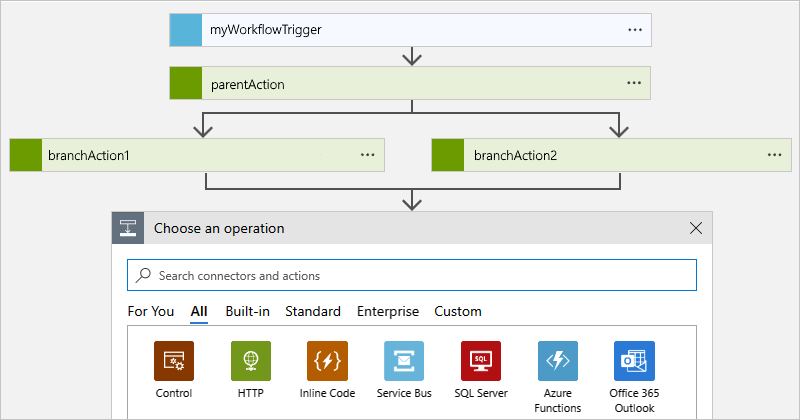 myWorkflowTrigger
parentAction
branchAction1
branchAction2
Choose an operation
Search connectors and actions
For You All Built-in Standard Enterprise Custom
SQL
Control HTTP Inline Code Service Bus SQL Server Azure Functions Office 365 Outlook